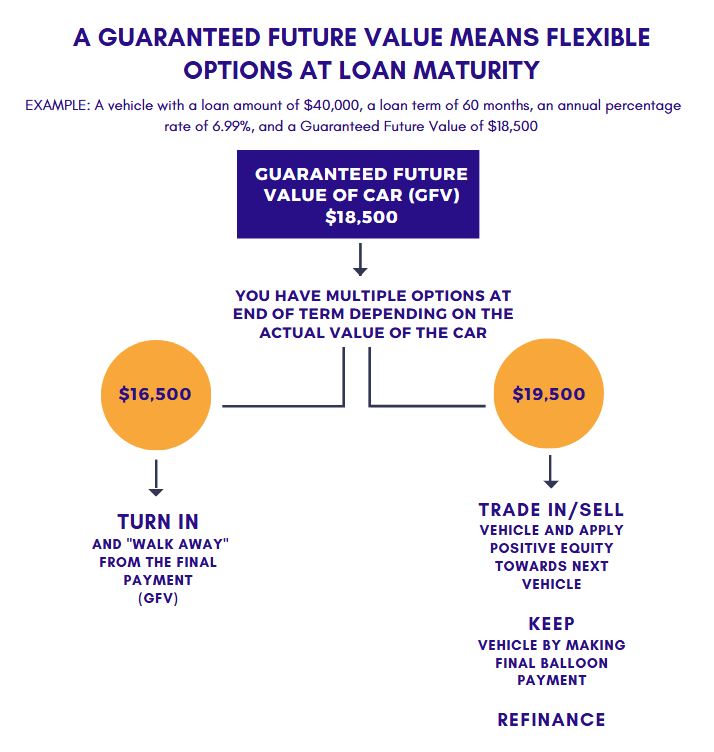 A GUARANTEED FUTURE VALUE MEANS FLEXIBLE
OPTIONS AT LOAN MATURITY
EXAMPLE: A vehicle with a loan amount of $40,000, a loan term of 60 months, an annual percentage
rate of 6.99%, and a Guaranteed Future Value of $18,500
GUARANTEED FUTURE
VALUE OF CAR (GFV)
$18,500
YOU HAVE MULTIPLE OPTIONS AT
END OF TERM DEPENDING ON THE
ACTUAL VALUE OF THE CAR
$16,500
TURN IN
AND "WALK AWAY"
FROM THE FINAL
PAYMENT
(GFV)
$19,500
TRADE IN/SELL
VEHICLE AND APPLY
POSITIVE EQUITY
TOWARDS NEXT
VEHICLE
KEEP
VEHICLE BY MAKING
FINAL BALLOON
PAYMENT
REFINANCE